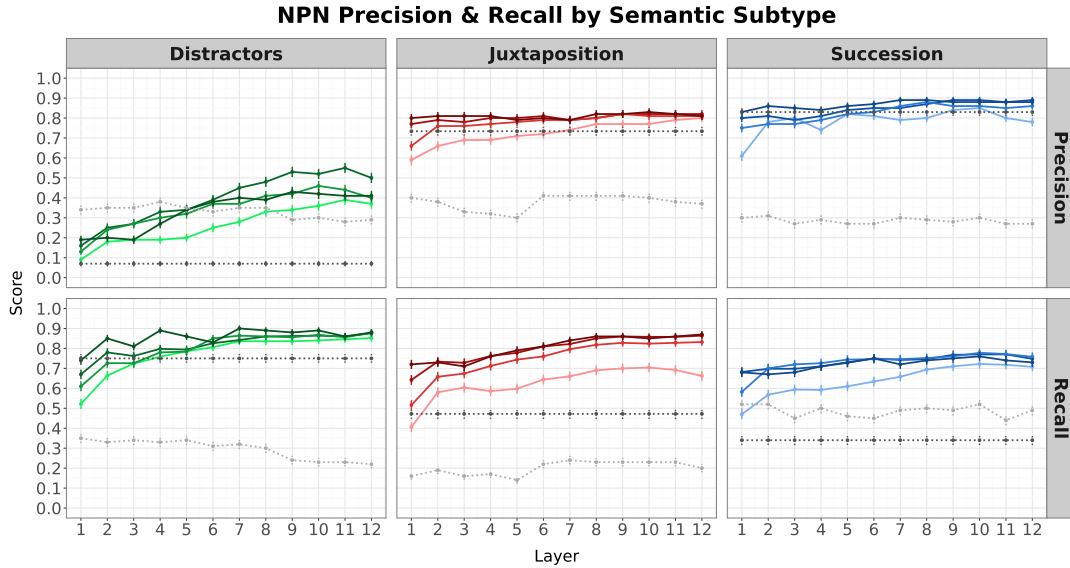 NPN Precision & Recall by Semantic Subtype
Distractors
Juxtaposition
Succession
1.0
0.9
0.8
0.7
0.6
0.5
0.4
0.3
0.2
0.1
0.0
Precision
Score
1.0
0.9
0.8
0.7
0.6
0.5
0.4
0.3
0.2
0.1
0.0
Recall
1 2 3 4 5 6 7 8 9 10 11 12
1 2 3 4 5 6 7 8 9 10 11 12
1 2 3 4 5 6 7 8 9 10 11 12
Layer